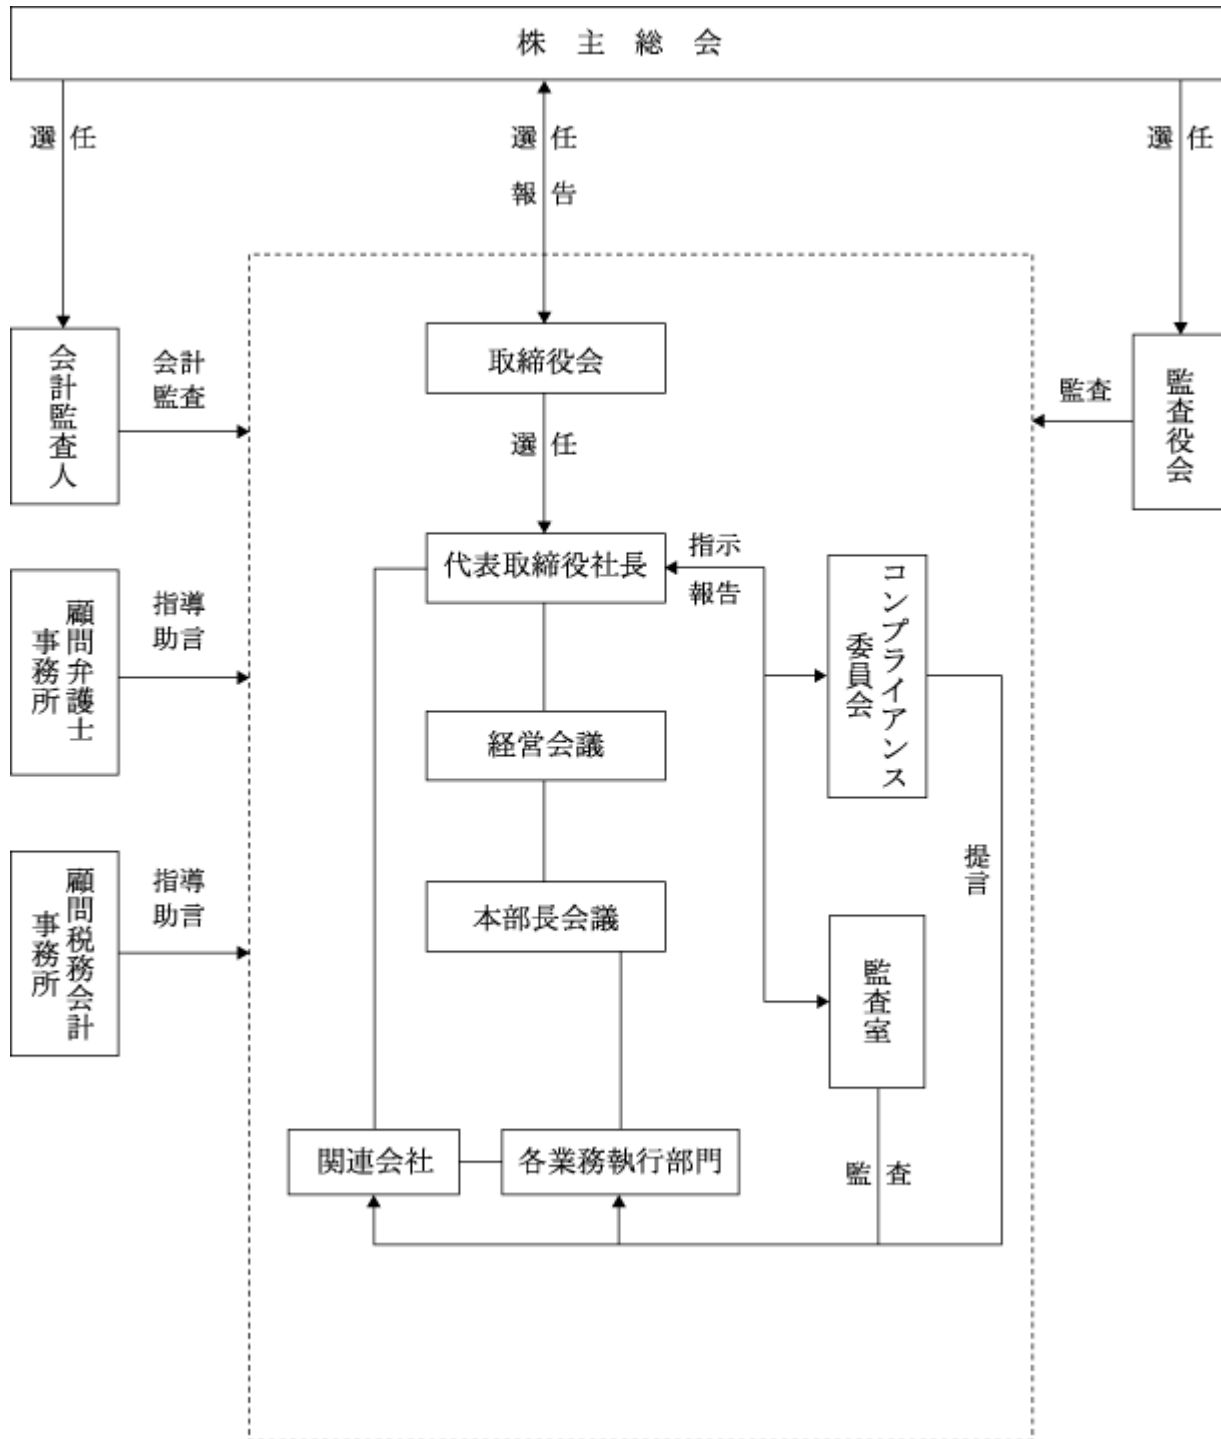 株主総会
選任
選任
報告
選任
会計監査人
会計
監査
取締役会
監査
監査役会
選任
代表取締役社長
指示
報告
コンプライアンス
委員会
顧問弁護士
事務所
指導
助言
経営会議
顧問税務会計
事務所
指導
助言
本部長会議
提言
監査室
関連会社
各業務執行部門
監査